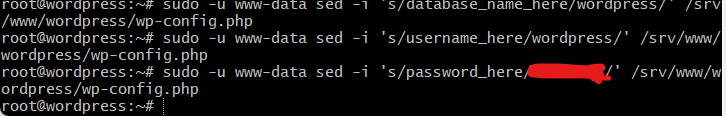 root@wordpress:~# sudo -u www-data sed -i 's/database_name_here/wordpress/' /srv
/www/wordpress/wp-config.php
root@wordpress:~# sudo -u www-data sed -i 's/username_here/wordpress/' /srv/www/
wordpress/wp-config.php
root@wordpress:~# sudo -u www-data sed -i 's/password_here/ /' /srv/www/w
ordpress/wp-config.php
root@wordpress:~#